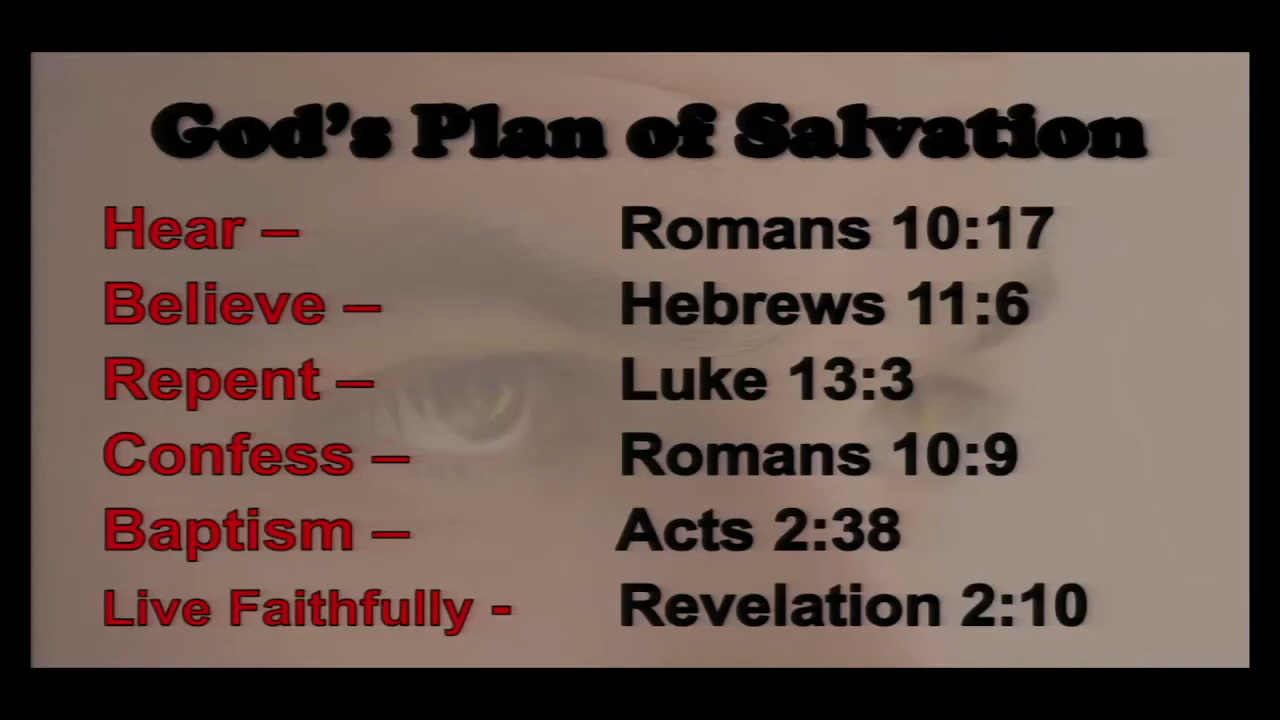 God's Plan of Salvation
Hear – Romans 10:17
Believe – Hebrews 11:6
Repent – Luke 13:3
Confess – Romans 10:9
Baptism – Acts 2:38
Live Faithfully - Revelation 2:10